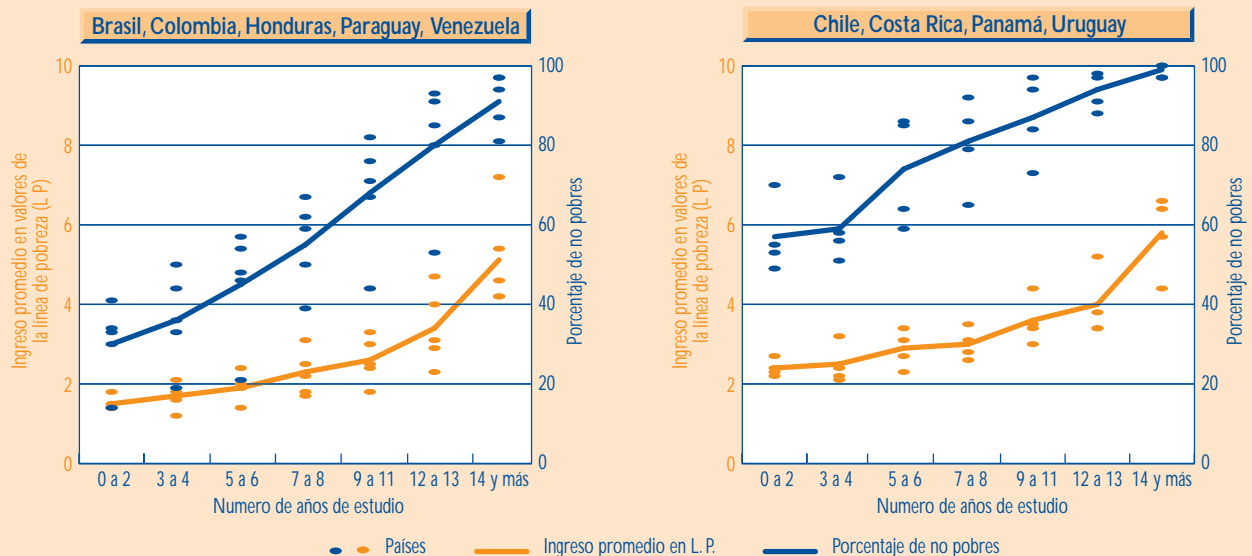 Brasil, Colombia, Honduras, Paraguay, Venezuela
10
8
6
4
2
0
Ingreso promedio en valores de
la línea de pobreza (L P)
100
80
60
40
20
0
Porcentaje de no pobres
0 a 2 3 a 4 5 a 6 7 a 8 9 a 11 12 a 13 14 y más
Numero de años de estudio
Chile, Costa Rica, Panamá, Uruguay
10
8
6
4
2
0
Ingreso promedio en valores de
la línea de pobreza (L P)
100
80
60
40
20
0
Porcentaje de no pobres
0 a 2 3 a 4 5 a 6 7 a 8 9 a 11 12 a 13 14 y más
Numero de años de estudio
Países Ingreso promedio en L. P. Porcentaje de no pobres